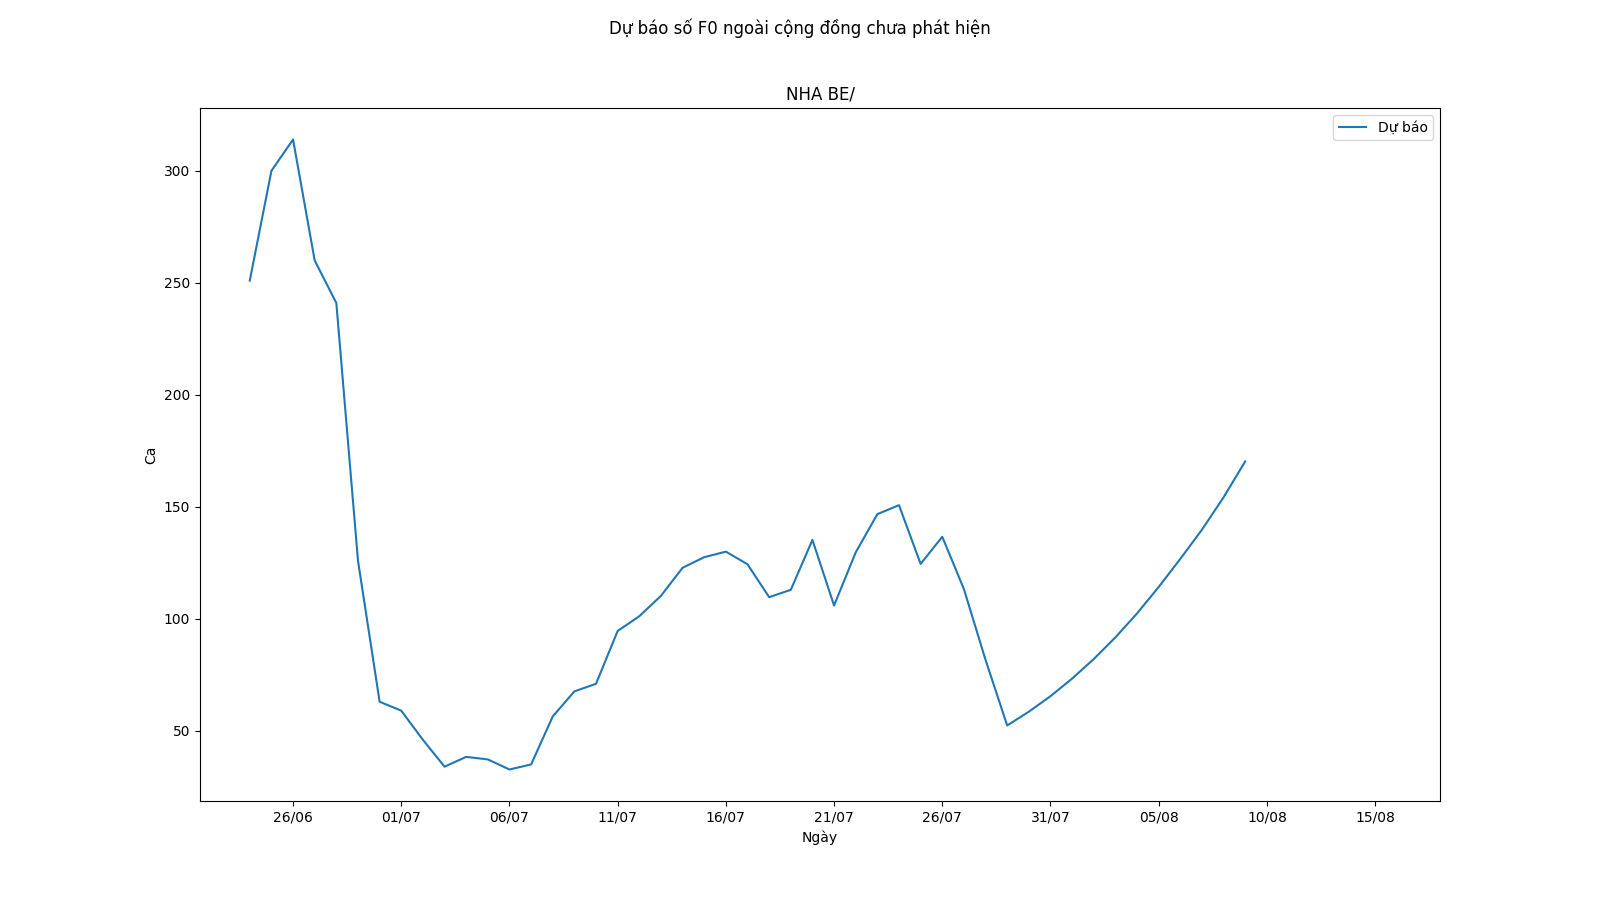 Dự báo số F0 ngoài cộng đồng chưa phát hiện
NHA BE/
Dự báo
300
250
200
150
100
50
Ca
26/06 01/07 06/07 11/07 16/07 21/07 26/07 31/07 05/08 10/08 15/08
Ngày